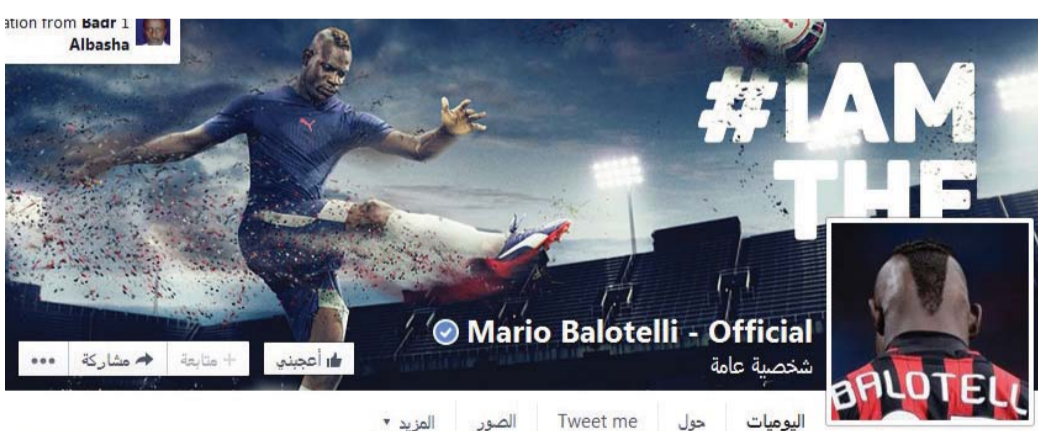 ation from Badr 1
Albasha
#IAM
THE
Mario Balotelli - Official
شخصية عامة
أعجبني
+ متابعة
مشاركة
•••
BALOTELL
اليوميات
حول
Tweet me
الصور
المزيد